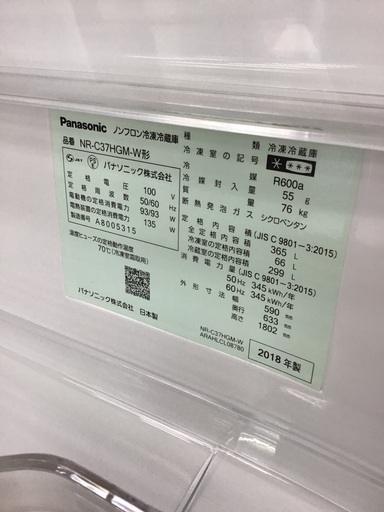 Panasonic ノンフロン冷凍冷蔵庫
品番 NR-C37HGM-W形
JET PSE パナソニック株式会社
定格電圧 100 V
定格周波数 50/60 Hz
電動機の定格消費電力 93/93 W
電熱装置の定格消費電力 135 W
製造番号 A8005315
温度ヒューズの定格動作温度
70℃(冷凍室霜取用)
パナソニック株式会社 日本製
種類 冷凍冷蔵庫
冷凍室の記号
冷媒 R600a
冷媒封入量 55 g
質量 76 kg
断熱発泡ガス シクロペンタン
定格内容積 (JIS C 9801-3:2015)
全定格内容積 365 L
冷凍室の定格内容積 66 L
冷蔵室の定格内容積 299 L
消費電力量 (JIS C 9801-3:2015)
50 Hz 345 kWh/年
60 Hz 345 kWh/年
外形寸法 幅 590 mm
奥行 633 mm
高さ 1802 mm
NR-C37HGM-W
ARAHLCL08780
2018 年製